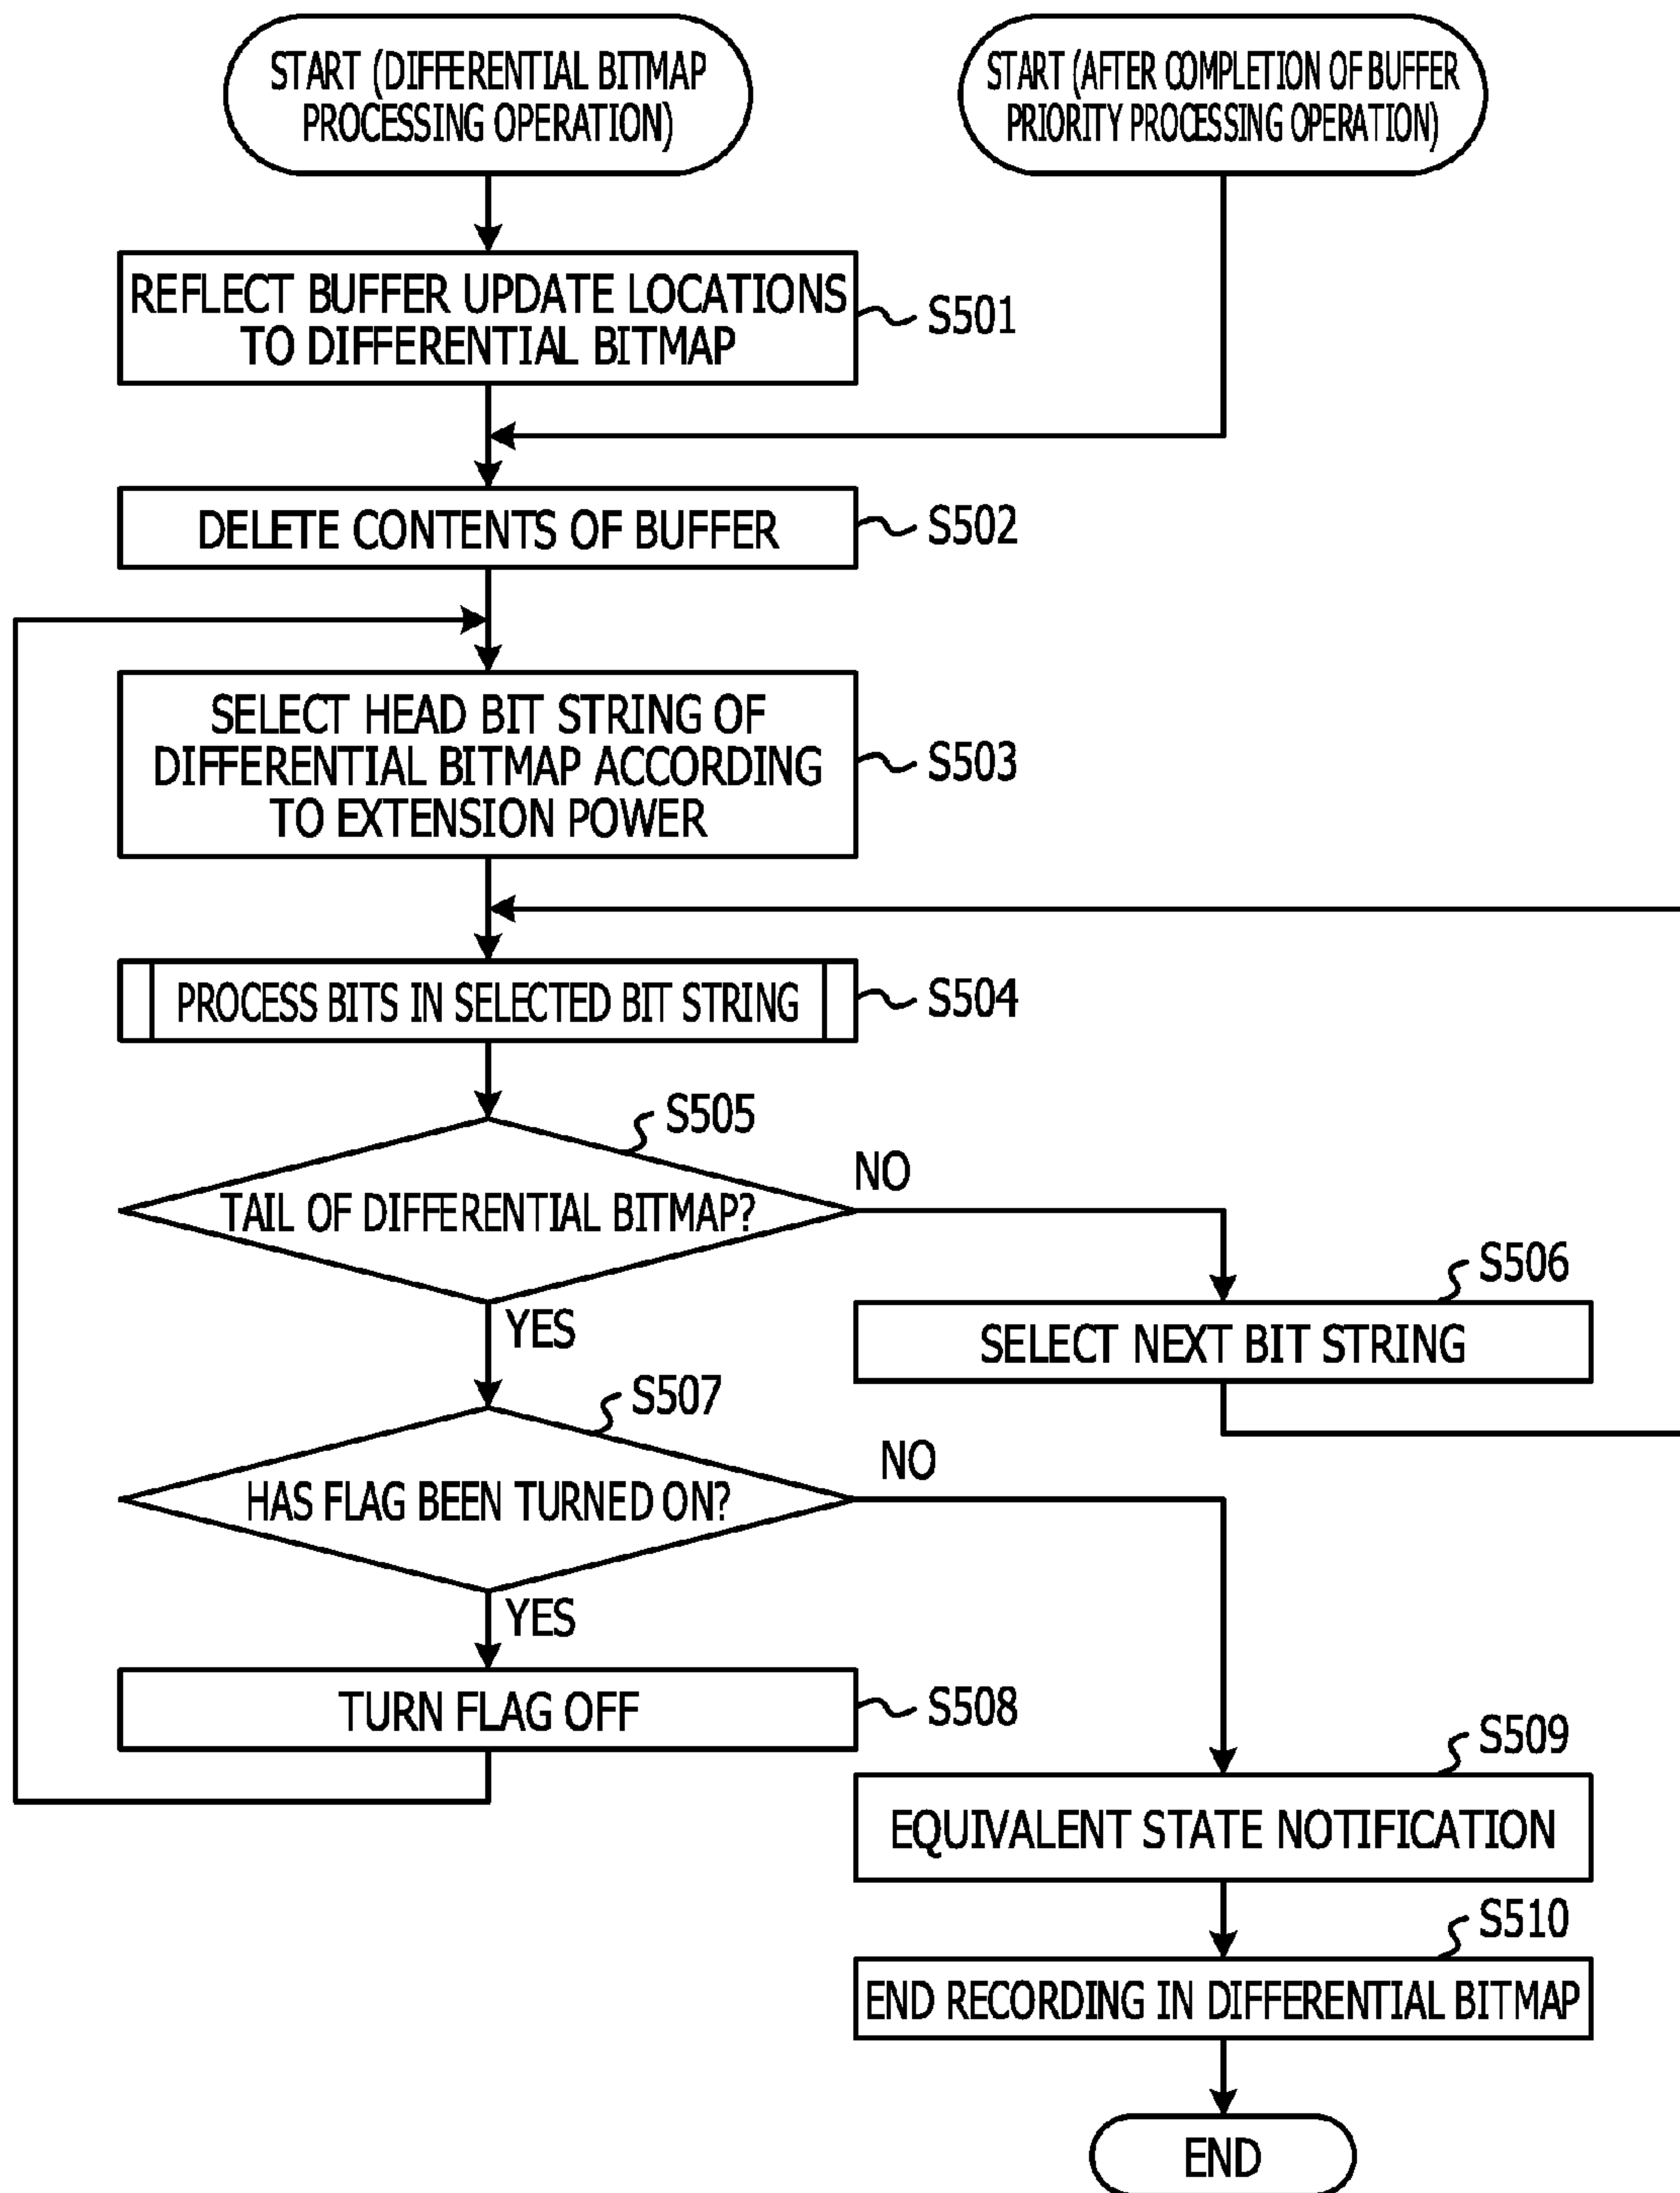 START (DIFFERENTIAL BITMAP
PROCESSING OPERATION)
START (AFTER COMPLETION OF BUFFER
PRIORITY PROCESSING OPERATION)
REFLECT BUFFER UPDATE LOCATIONS
TO DIFFERENTIAL BITMAP
S501
DELETE CONTENTS OF BUFFER
S502
SELECT HEAD BIT STRING OF
DIFFERENTIAL BITMAP ACCORDING
TO EXTENSION POWER
S503
PROCESS BITS IN SELECTED BIT STRING
S504
S505
TAIL OF DIFFERENTIAL BITMAP?
NO
YES
S506
SELECT NEXT BIT STRING
S507
HAS FLAG BEEN TURNED ON?
NO
YES
TURN FLAG OFF
S508
S509
EQUIVALENT STATE NOTIFICATION
S510
END RECORDING IN DIFFERENTIAL BITMAP
END